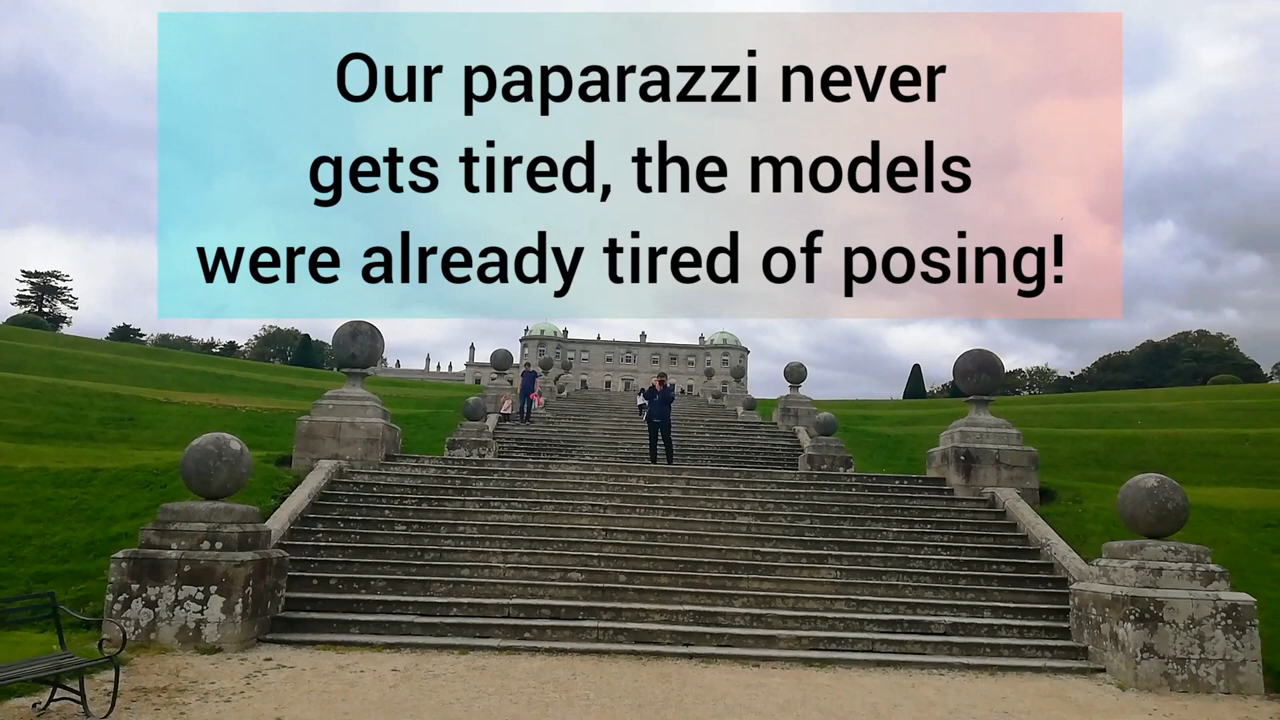 Our paparazzi never
gets tired, the models
were already tired of posing!